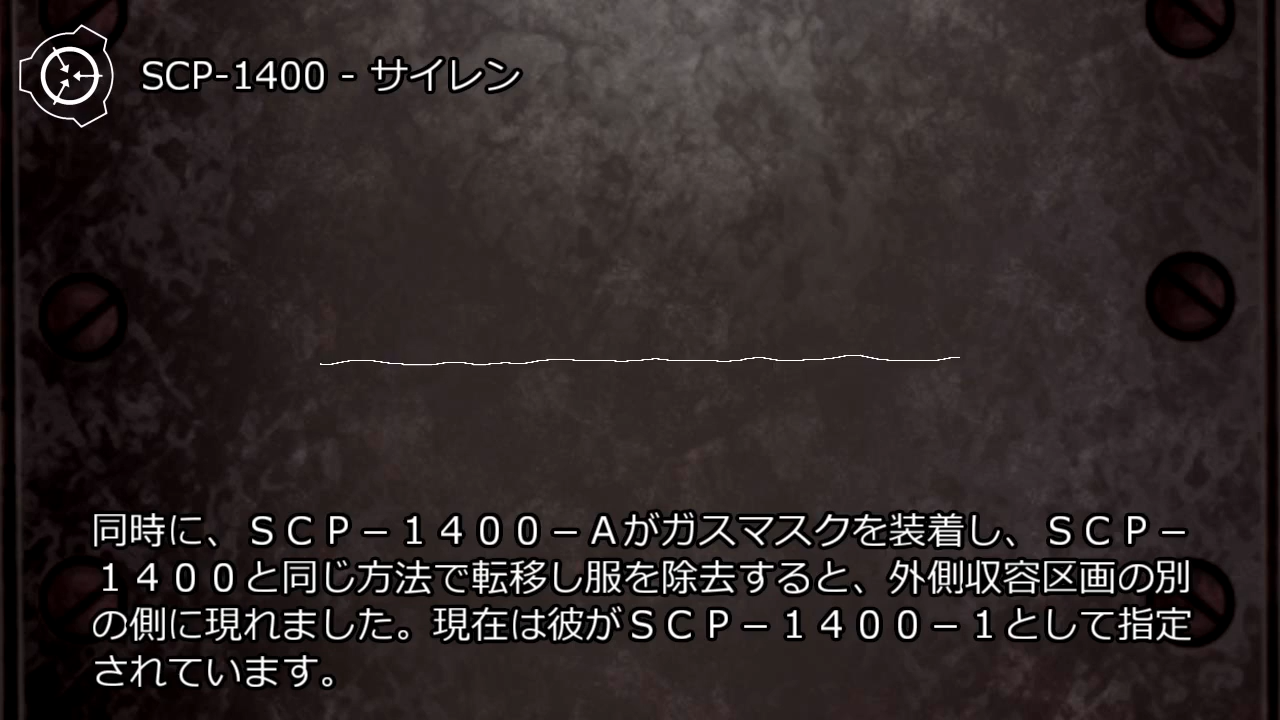 SCP-1400 - サイレン
同時に、ＳＣＰ－１４００－Ａがガスマスクを装着し、ＳＣＰ－
１４００と同じ方法で転移し服を除去すると、外側収容区画の別
の側に現れました。現在は彼がＳＣＰ－１４００－１として指定
されています。